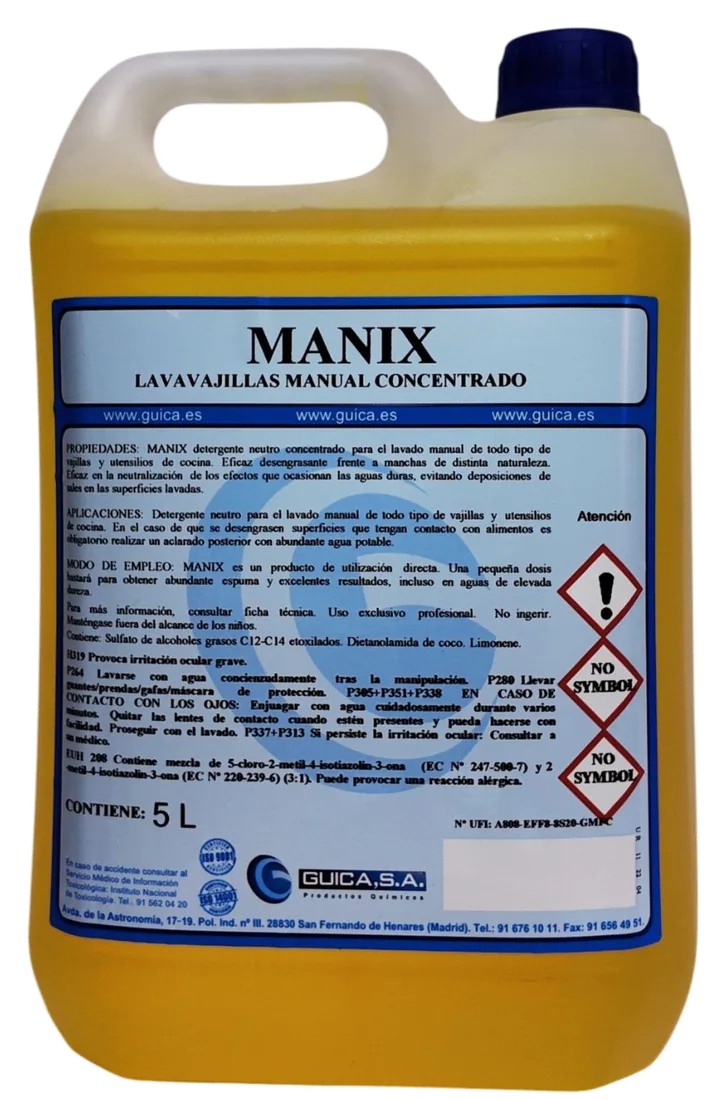 MANIX
LAVAVAJILLAS MANUAL CONCENTRADO
www.guica.es www.guica.es www.guica.es
PROPIEDADES: MANIX detergente neutro concentrado para el lavado manual de todo tipo de
vajillas y utensilios de cocina. Eficaz desengrasante frente a manchas de distinta naturaleza.
Eficaz en la neutralización de los efectos que ocasionan las aguas duras, evitando deposiciones de
sales en las superficies lavadas.
APLICACIONES: Detergente neutro para el lavado manual de todo tipo de vajillas y utensilios
de cocina. En el caso de que se desengrasen superficies que tengan contacto con alimentos es
obligatorio realizar un aclarado posterior con abundante agua potable.
Atención
MODO DE EMPLEO: MANIX es un producto de utilización directa. Una pequeña dosis
bastará para obtener abundante espuma y excelentes resultados, incluso en aguas de elevada
dureza.
Para más información, consultar ficha técnica. Uso exclusivo profesional. No ingerir.
Manténgase fuera del alcance de los niños.
Contiene: Sulfato de alcoholes grasos C12-C14 etoxilados. Dietanolamida de coco. Limonene.
H319 Provoca irritación ocular grave.
P264 Lavarse con agua concienzudamente tras la manipulación. P280 Llevar
guantes/prendas/gafas/máscara de protección. P305+P351+P338 EN CASO DE
CONTACTO CON LOS OJOS: Enjuagar con agua cuidadosamente durante varios
minutos. Quitar las lentes de contacto cuando estén presentes y pueda hacerse con
facilidad. Proseguir con el lavado. P337+P313 Si persiste la irritación ocular: Consultar a
un médico.
EUH 208 Contiene mezcla de 5-cloro-2-metil-4-isotiazolin-3-ona (EC Nº 247-500-7) y 2
-metil-4-isotiazolin-3-ona (EC Nº 220-239-6) (3:1). Puede provocar una reacción alérgica.
!
NO
SYMBOL
NO
SYMBOL
CONTIENE: 5 L
Nº UFI: A808-EFF8-8S20-GMFC
En caso de accidente consultar al
Servicio Médico de Información
Toxicológica: Instituto Nacional
de Toxicología. Tel.: 91 562 04 20
ISO 9001
ISO 14001
GUICA, S.A.
Productos Químicos
Avda. de la Astronomía, 17-19. Pol. Ind. nº III. 28830 San Fernando de Henares (Madrid). Tel.: 91 676 10 11. Fax: 91 656 49 51.